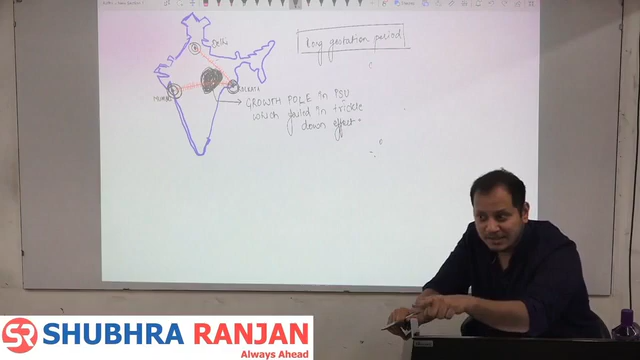 Long gestation period
Delhi
MUMBAI
KOLKATA
GROWTH POLE in PSU
which failed in trickle
down effect
SR SHUBHRA RANJAN
Always Ahead